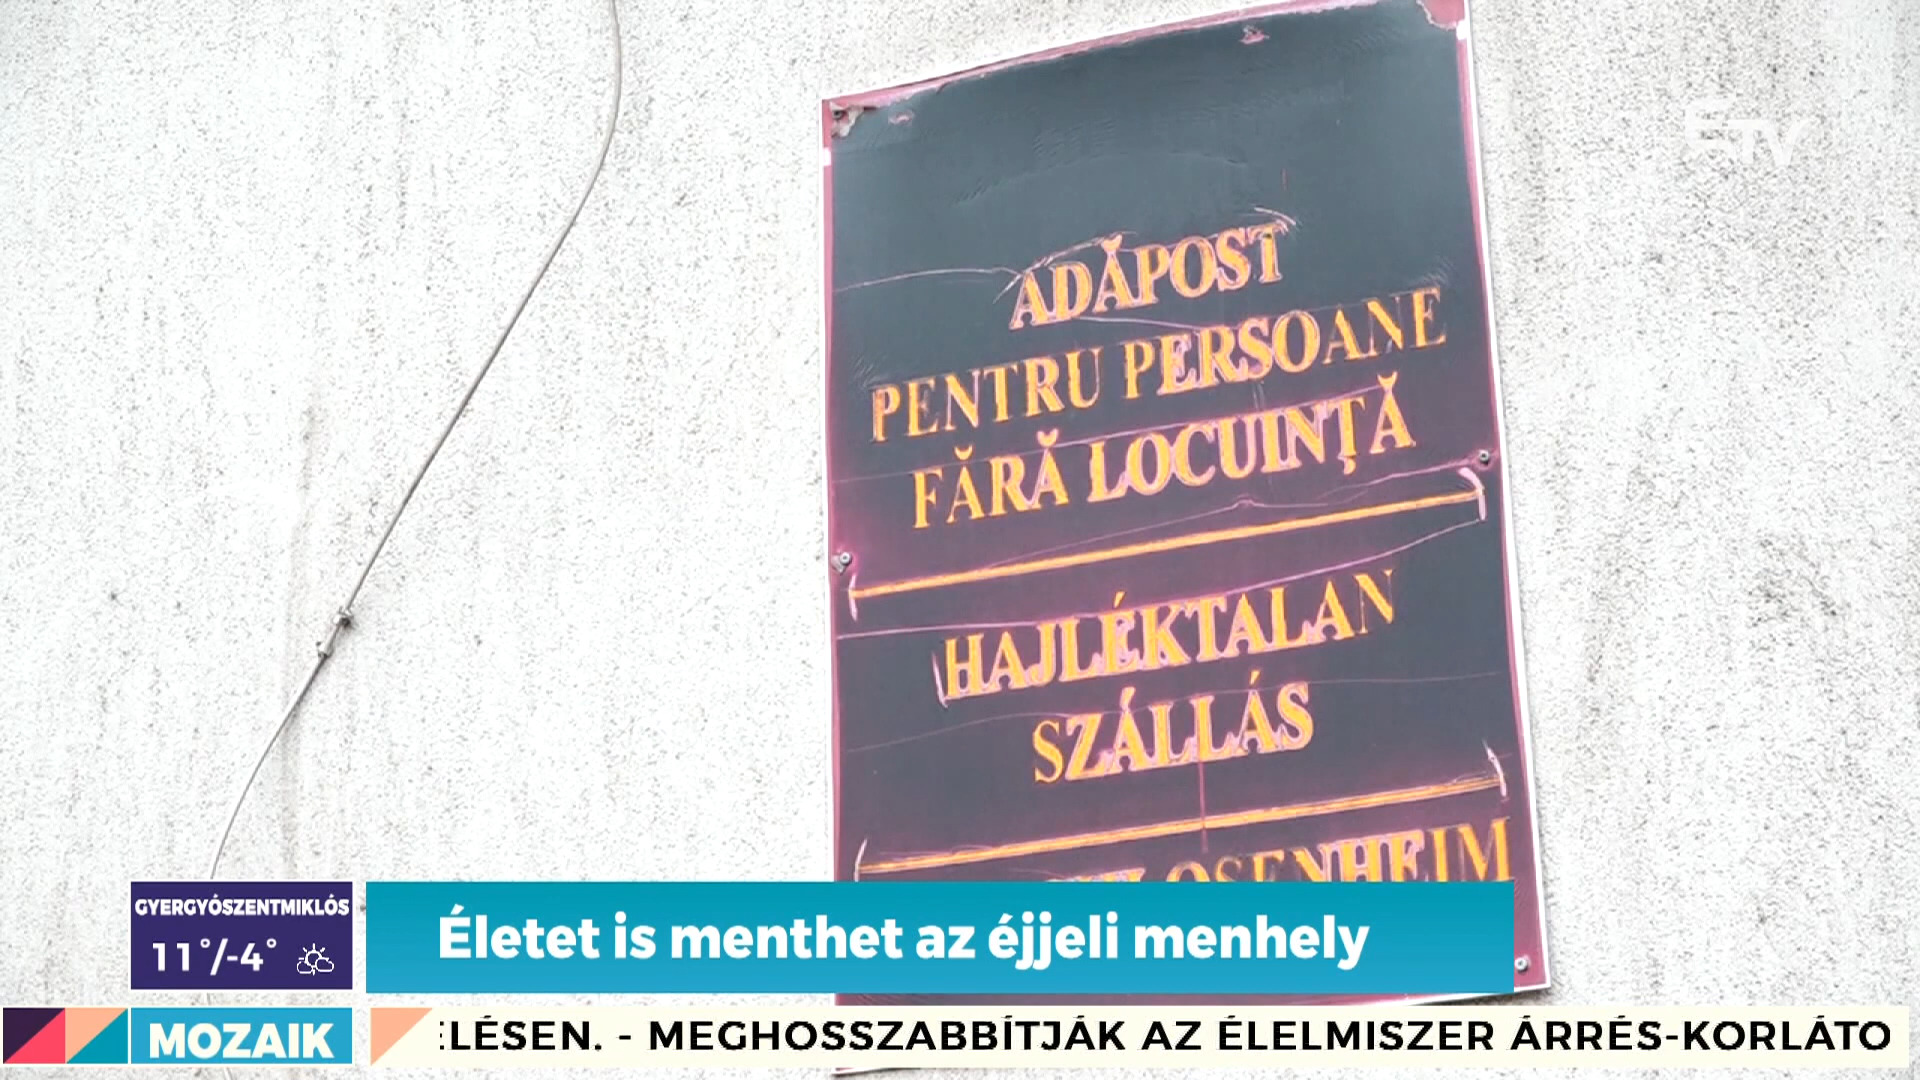 ETV
ADĂPOST
PENTRU PERSOANE
FĂRĂ LOCUINȚĂ
HAJLÉKTALAN
SZÁLLÁS
GYERGYÓSZENTMIKLÓS
11°/-4°
Életet is menthet az éjjeli menhely
MOZAIK
ELÉSEN. - MEGHOSSZABBÍTJÁK AZ ÉLELMISZER ÁRRÉS-KORLÁTO